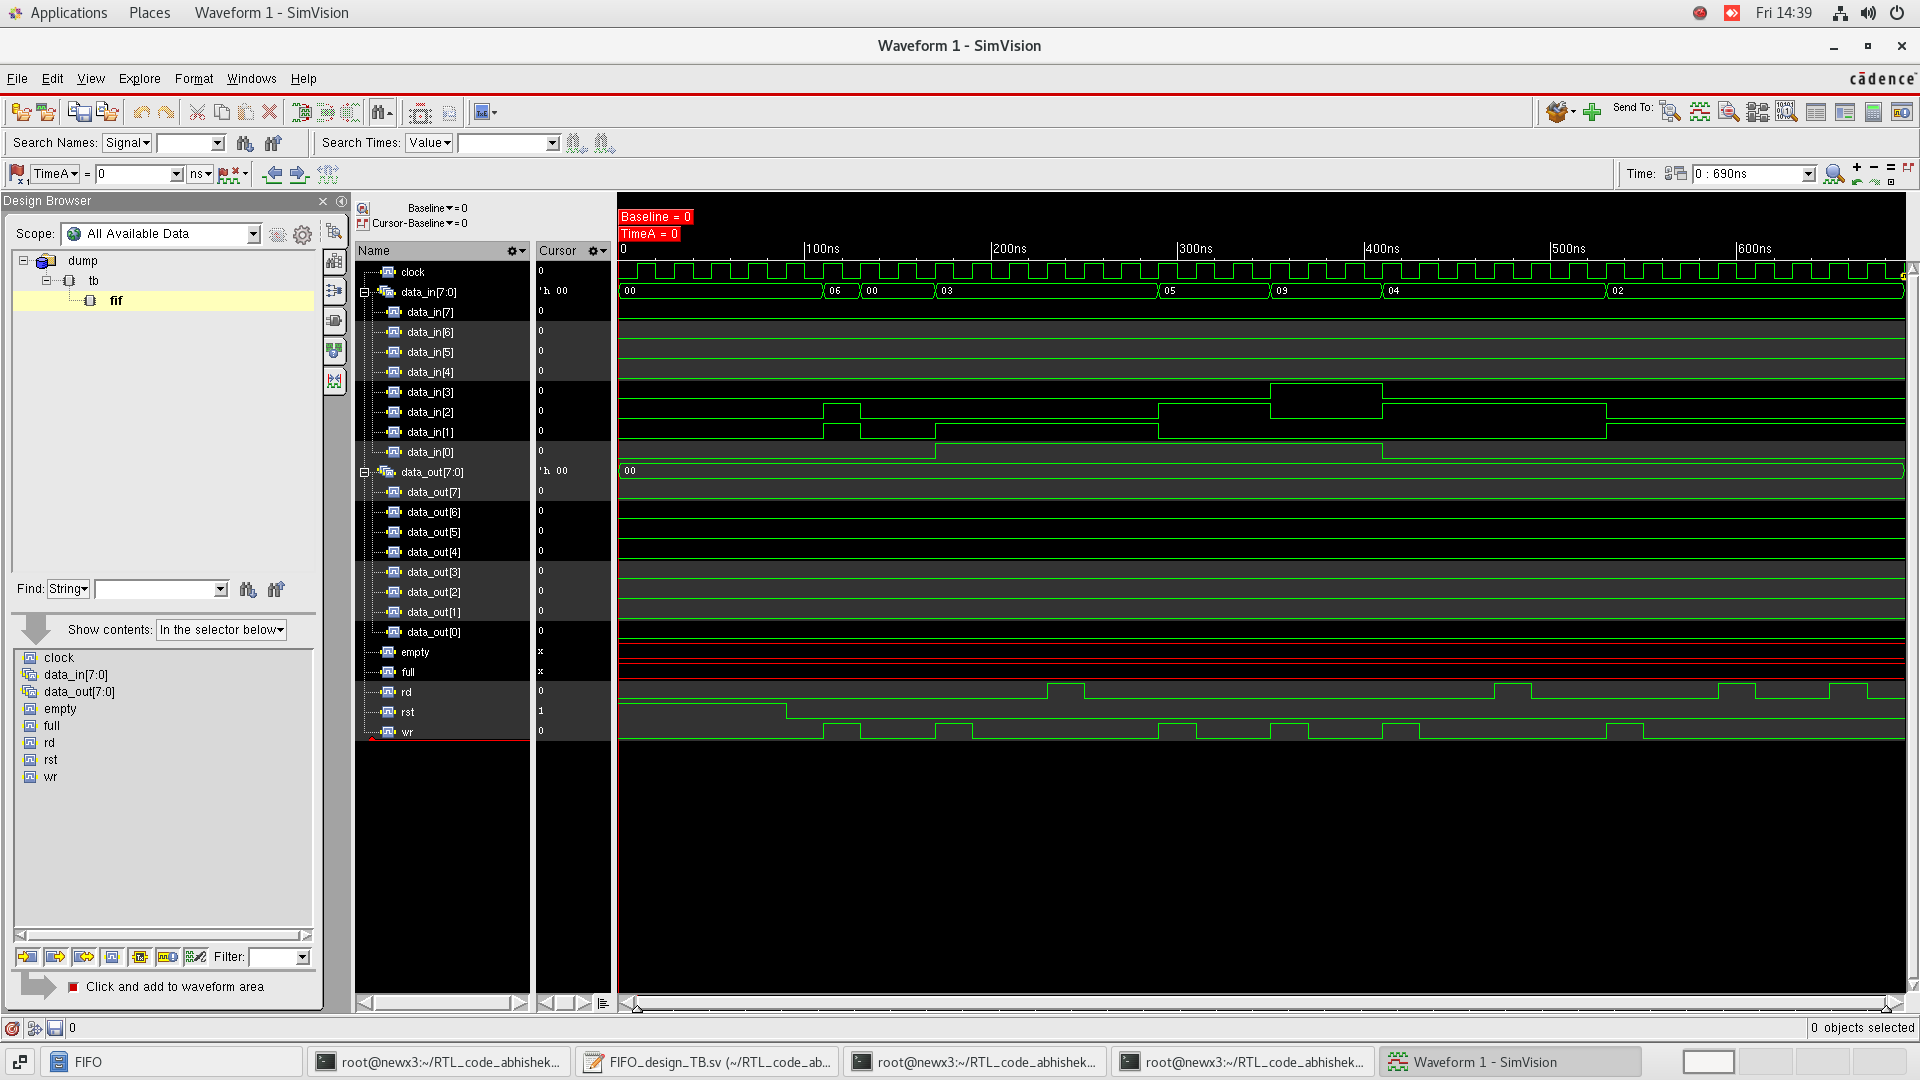 Applications Places Waveform 1 - SimVision Fri 14:39
Waveform 1 - SimVision
File Edit View Explore Format Windows Help cādence
Send To:
Search Names: Signal Search Times: Value
TimeA = 0 ns Time: 0 : 690ns
Design Browser
Scope: All Available Data
dump
tb
fif
Find: String
Show contents: In the selector below
clock
data_in[7:0]
data_out[7:0]
empty
full
rd
rst
wr
Filter:
Click and add to waveform area
Baseline = 0
Cursor-Baseline = 0
Name Cursor
Baseline = 0
TimeA = 0
0 100ns 200ns 300ns 400ns 500ns 600ns
clock 0
data_in[7:0] 'h 00 00 06 00 03 05 09 04 02
data_in[7] 0
data_in[6] 0
data_in[5] 0
data_in[4] 0
data_in[3] 0
data_in[2] 0
data_in[1] 0
data_in[0] 0
data_out[7:0] 'h 00 00
data_out[7] 0
data_out[6] 0
data_out[5] 0
data_out[4] 0
data_out[3] 0
data_out[2] 0
data_out[1] 0
data_out[0] 0
empty x
full x
rd 0
rst 1
wr 0
0 0 objects selected
FIFO root@newx3:~/RTL_code_abhishek... FIFO_design_TB.sv (~/RTL_code_ab... root@newx3:~/RTL_code_abhishek... root@newx3:~/RTL_code_abhishek... Waveform 1 - SimVision